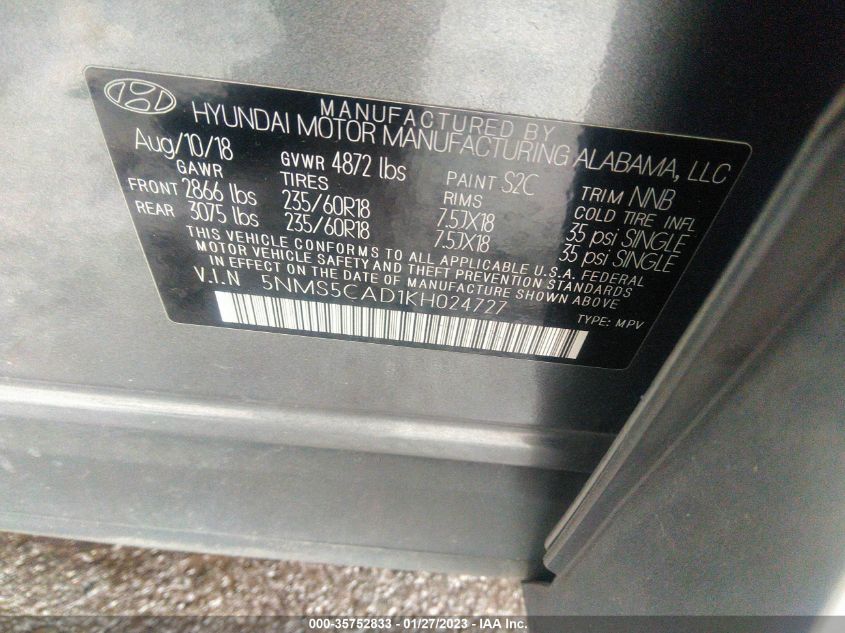 MANUFACTURED BY
HYUNDAI MOTOR MANUFACTURING ALABAMA, LLC
Aug/10/18 GVWR 4872 lbs PAINT S2C TRIM NNB
GAWR TIRES RIMS COLD TIRE INFL
FRONT 2866 lbs 235/60R18 7.5JX18 35 psi SINGLE
REAR 3075 lbs 235/60R18 7.5JX18 35 psi SINGLE
THIS VEHICLE CONFORMS TO ALL APPLICABLE U.S.A. FEDERAL
MOTOR VEHICLE SAFETY AND THEFT PREVENTION STANDARDS
IN EFFECT ON THE DATE OF MANUFACTURE SHOWN ABOVE
V.I.N 5NMS5CAD1KH024727
TYPE: MPV
000-35752833 - 01/27/2023 - © IAA Inc.